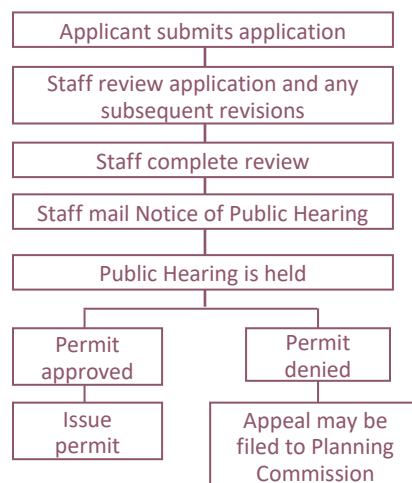 Applicant submits application
Staff review application and any
subsequent revisions
Staff complete review
Staff mail Notice of Public Hearing
Public Hearing is held
Permit
approved
Permit
denied
Issue
permit
Appeal may be
filed to Planning
Commission